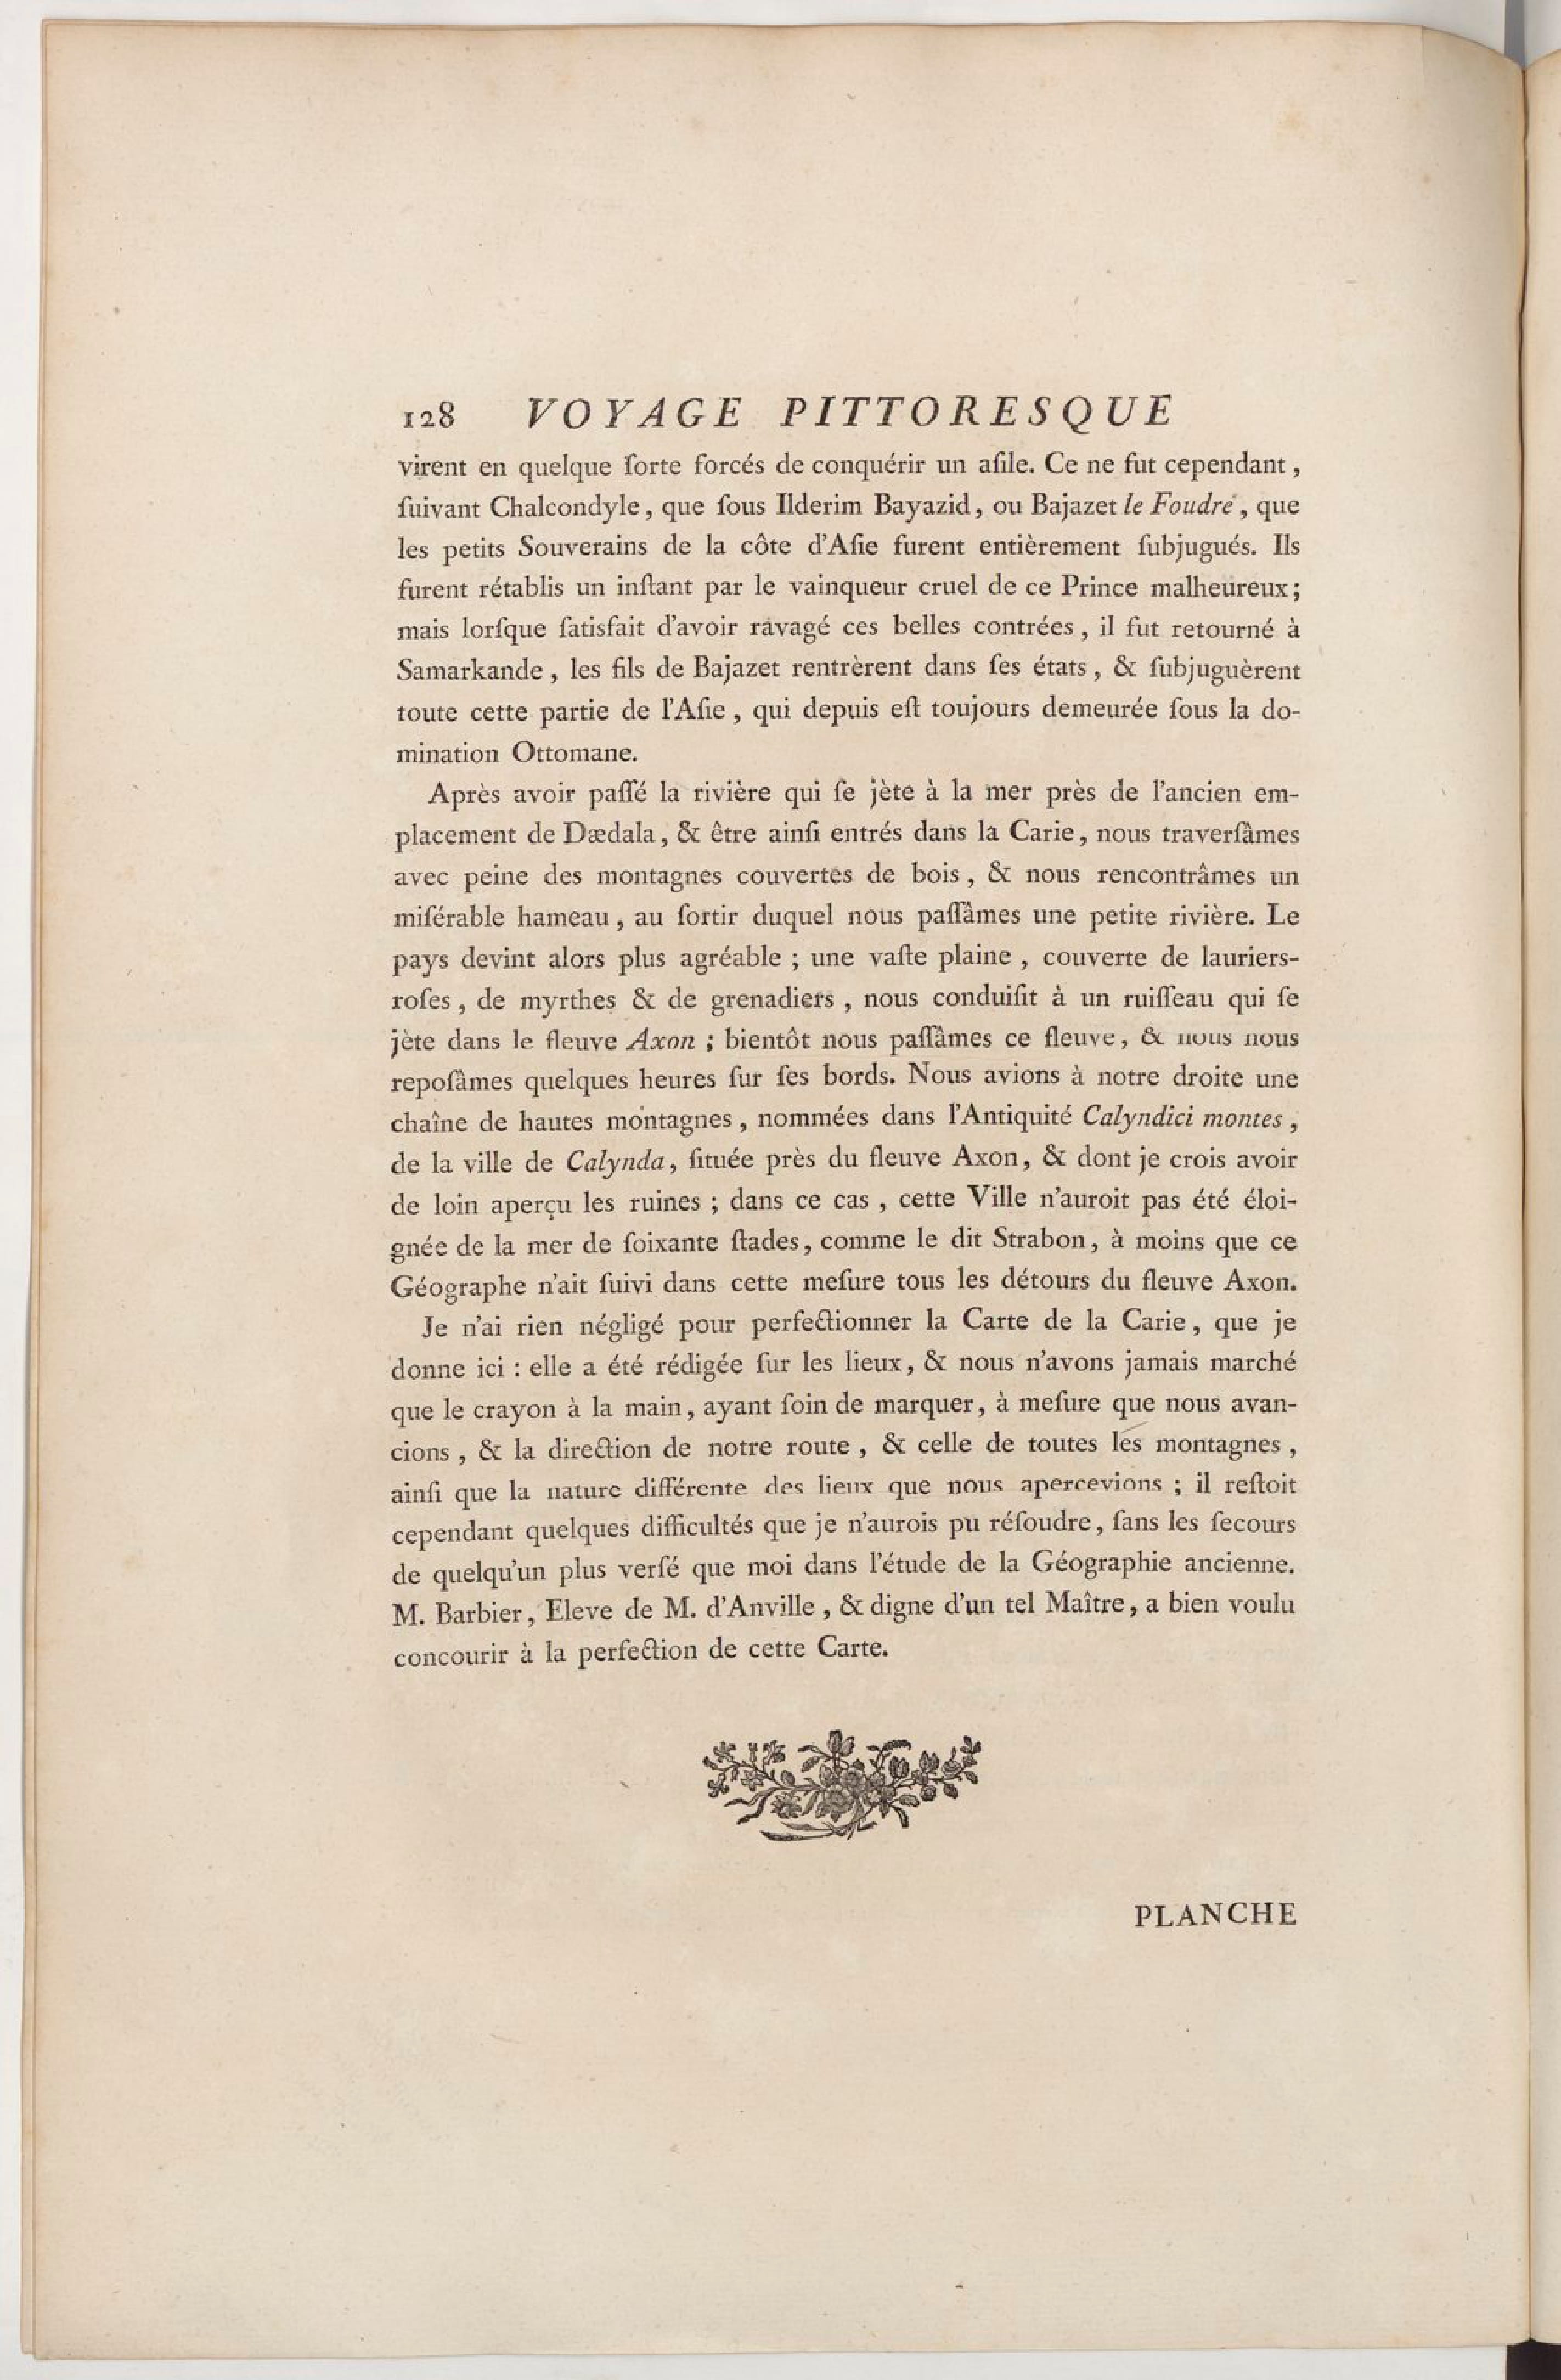 128 VOYAGE PITTORESQUE
virent en quelque ſorte forcés de conquérir un aſile. Ce ne fut cependant,
ſuivant Chalcondyle, que ſous Ilderim Bayazid, ou Bajazet le Foudre, que
les petits Souverains de la côte d'Aſie furent entièrement ſubjugués. Ils
furent rétablis un inſtant par le vainqueur cruel de ce Prince malheureux;
mais lorſque ſatisfait d'avoir ravagé ces belles contrées, il fut retourné à
Samarkande, les fils de Bajazet rentrèrent dans ſes états, & ſubjuguèrent
toute cette partie de l'Aſie, qui depuis eſt toujours demeurée ſous la do-
mination Ottomane.
Après avoir paſſé la rivière qui ſe jète à la mer près de l'ancien em-
placement de Dædala, & être ainſi entrés dans la Carie, nous traverſâmes
avec peine des montagnes couvertes de bois, & nous rencontrâmes un
miſérable hameau, au ſortir duquel nous paſſâmes une petite rivière. Le
pays devint alors plus agréable; une vaſte plaine, couverte de lauriers-
roſes, de myrthes & de grenadiers, nous conduiſit à un ruiſſeau qui ſe
jète dans le fleuve Axon; bientôt nous paſſâmes ce fleuve, & nous nous
repoſâmes quelques heures ſur ſes bords. Nous avions à notre droite une
chaîne de hautes montagnes, nommées dans l'Antiquité Calyndici montes,
de la ville de Calynda, ſituée près du fleuve Axon, & dont je crois avoir
de loin aperçu les ruines; dans ce cas, cette Ville n'auroit pas été éloi-
gnée de la mer de ſoixante ſtades, comme le dit Strabon, à moins que ce
Géographe n'ait ſuivi dans cette meſure tous les détours du fleuve Axon.
Je n'ai rien négligé pour perfectionner la Carte de la Carie, que je
donne ici : elle a été rédigée ſur les lieux, & nous n'avons jamais marché
que le crayon à la main, ayant ſoin de marquer, à meſure que nous avan-
cions, & la direction de notre route, & celle de toutes les montagnes,
ainſi que la nature différente des lieux que nous apercevions; il reſtoit
cependant quelques difficultés que je n'aurois pu réſoudre, ſans les ſecours
de quelqu'un plus verſé que moi dans l'étude de la Géographie ancienne.
M. Barbier, Eleve de M. d'Anville, & digne d'un tel Maître, a bien voulu
concourir à la perfection de cette Carte.
PLANCHE